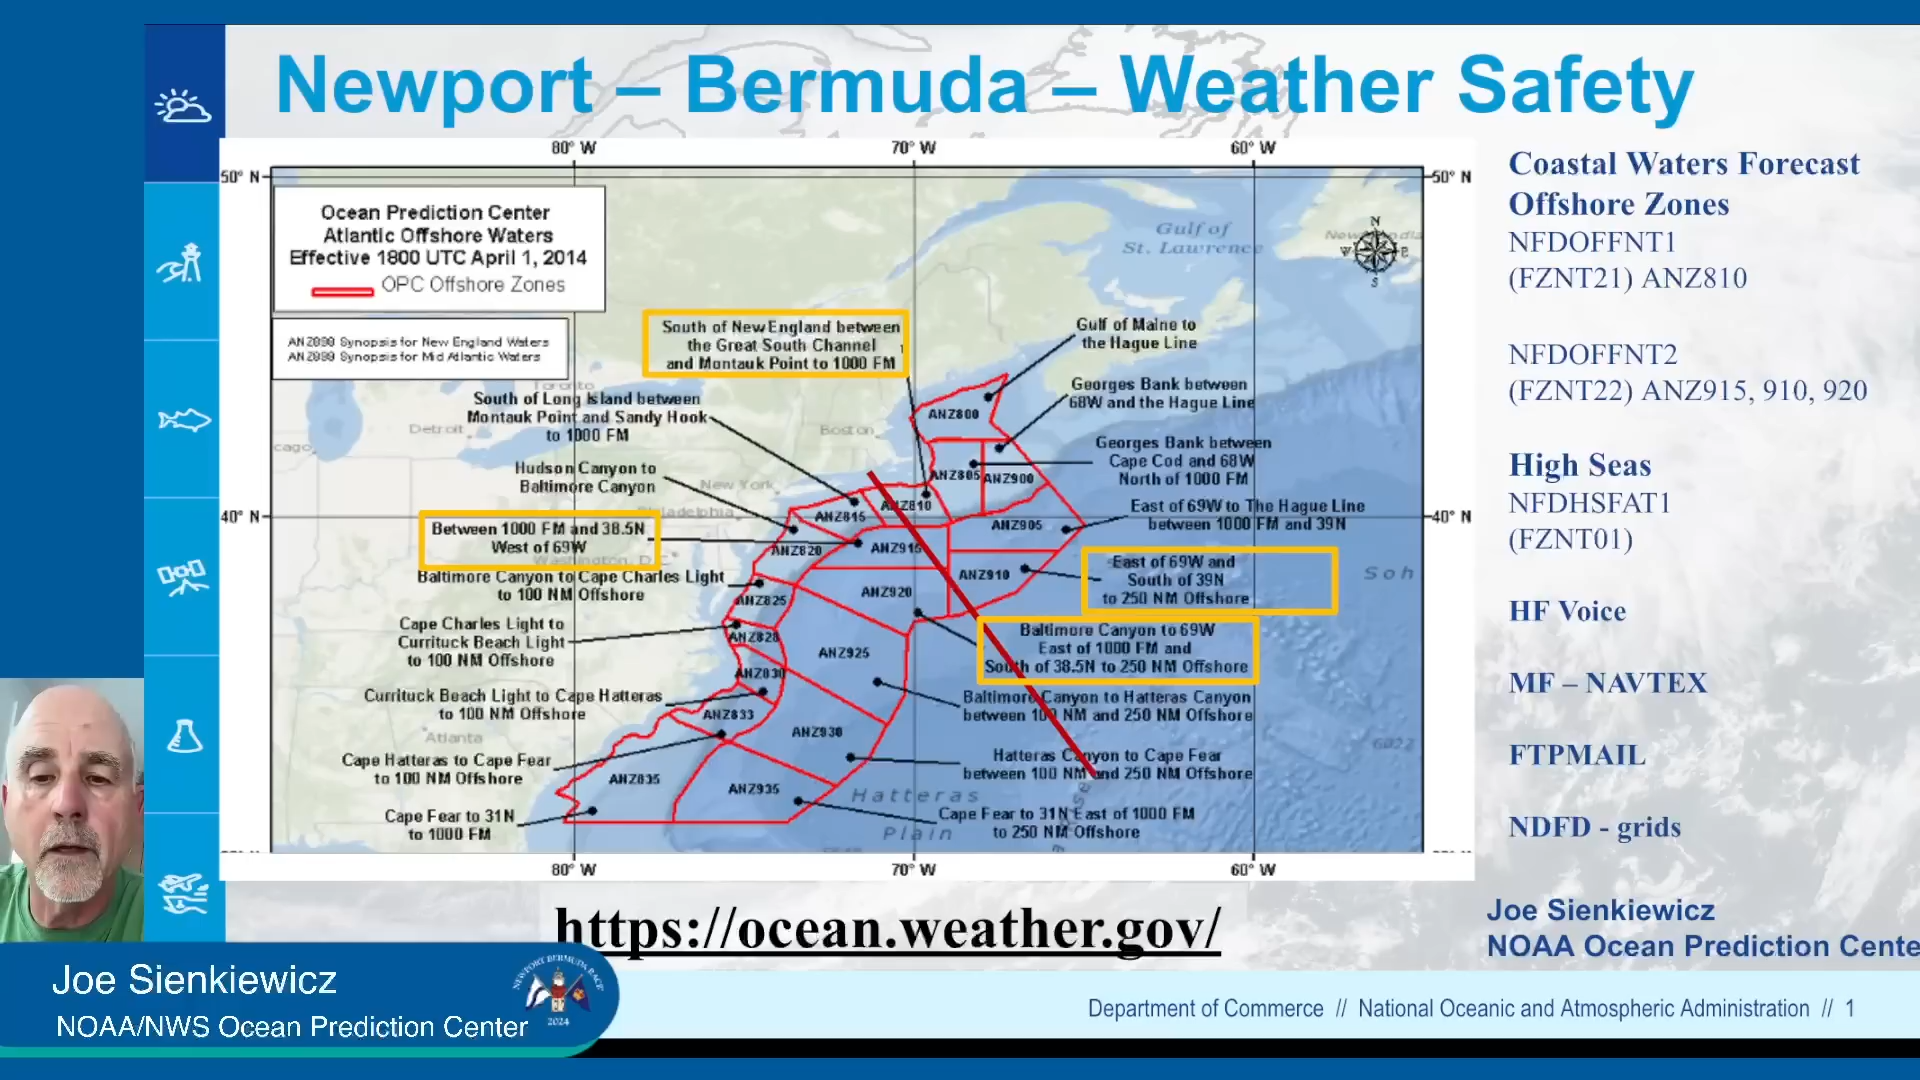 Newport – Bermuda – Weather Safety
80° W
70° W
60° W
50° N
50° N
Ocean Prediction Center
Atlantic Offshore Waters
Effective 1800 UTC April 1, 2014
OPC Offshore Zones
Synopsis for New England Waters
Synopsis for Mid Atlantic Waters
Gulf of
St. Lawrence
N
S
South of New England between
the Great South Channel
and Montauk Point to 1000 FM
Gulf of Maine to
the Hague Line
Georges Bank between
68W and the Hague Line
Toronto
South of Long Island between
Montauk Point and Sandy Hook
to 1000 FM
Detroit
Boston
ANZ800
Georges Bank between
Cape Cod and 68W
North of 1000 FM
Hudson Canyon to
Baltimore Canyon
New York
ANZ805
ANZ900
ANZ810
East of 69W to The Hague Line
between 1000 FM and 39N
40° N
40° N
ANZ815
ANZ905
Between 1000 FM and 38.5N
West of 69W
ANZ820
ANZ915
ANZ910
East of 69W and
South of 39N
to 250 NM Offshore
Baltimore Canyon to Cape Charles Light
to 100 NM Offshore
ANZ825
ANZ920
Cape Charles Light to
Currituck Beach Light
to 100 NM Offshore
ANZ828
ANZ925
Baltimore Canyon to 69W
East of 1000 FM and
South of 38.5N to 250 NM Offshore
ANZ830
Currituck Beach Light to Cape Hatteras
to 100 NM Offshore
ANZ833
ANZ930
Baltimore Canyon to Hatteras Canyon
between 100 NM and 250 NM Offshore
Atlanta
Cape Hatteras to Cape Fear
to 100 NM Offshore
ANZ835
ANZ935
Hatteras Canyon to Cape Fear
between 100 NM and 250 NM Offshore
Hatteras
Plain
Cape Fear to 31N
to 1000 FM
Cape Fear to 31N East of 1000 FM
to 250 NM Offshore
Soh
80° W
70° W
60° W
Coastal Waters Forecast
Offshore Zones
NFDOFFNT1
(FZNT21) ANZ810
NFDOFFNT2
(FZNT22) ANZ915, 910, 920
High Seas
NFDHSFAT1
(FZNT01)
HF Voice
MF – NAVTEX
FTPMAIL
NDFD - grids
https://ocean.weather.gov/
Joe Sienkiewicz
NOAA Ocean Prediction Cente
Joe Sienkiewicz
NOAA/NWS Ocean Prediction Center
NEWPORT BERMUDA RACE
2024
Department of Commerce // National Oceanic and Atmospheric Administration // 1